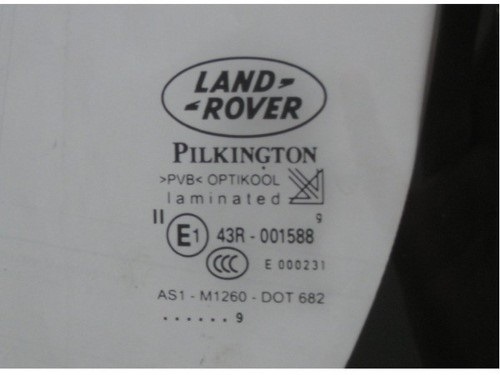 LAND
ROVER
PILKINGTON
>PVB< OPTIKOOL
laminated
9
II
E1 43R - 001588
CCC E 000231
AS1 - M1260 - DOT 682
. . . . . . 9